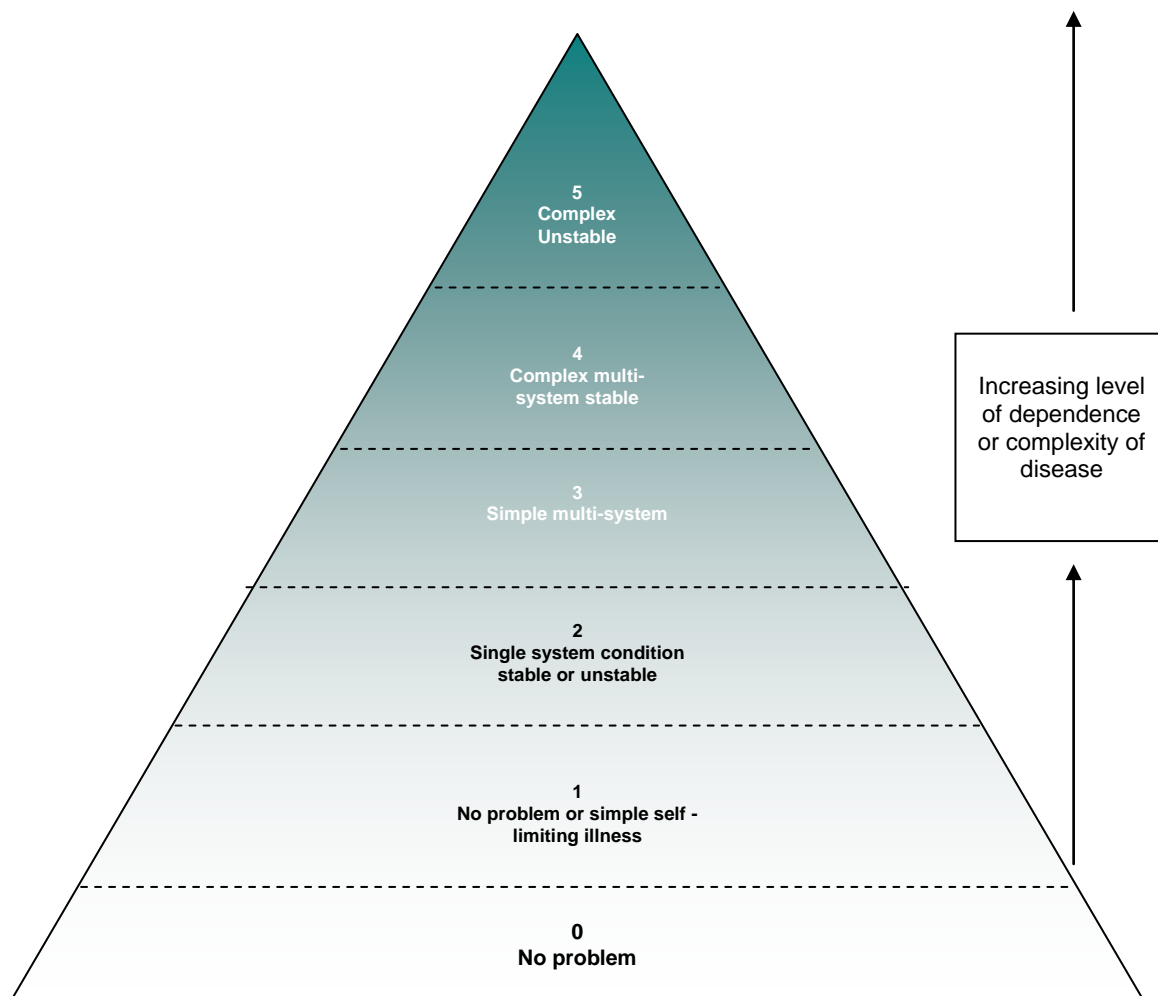 5
Complex
Unstable
4
Complex multi-
system stable
3
Simple multi-system
2
Single system condition
stable or unstable
1
No problem or simple self -
limiting illness
0
No problem
Increasing level
of dependence
or complexity of
disease